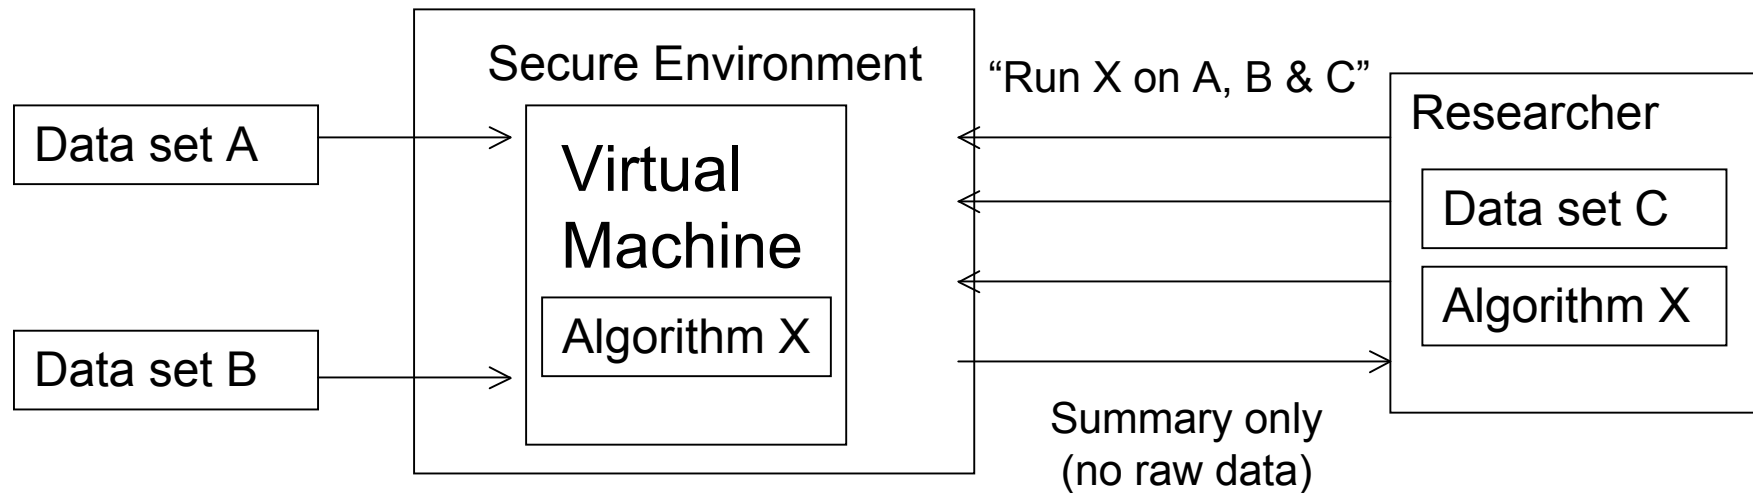 Data set A
Data set B
Secure Environment
Virtual
Machine
Algorithm X
“Run X on A, B & C”
Summary only
(no raw data)
Researcher
Data set C
Algorithm X